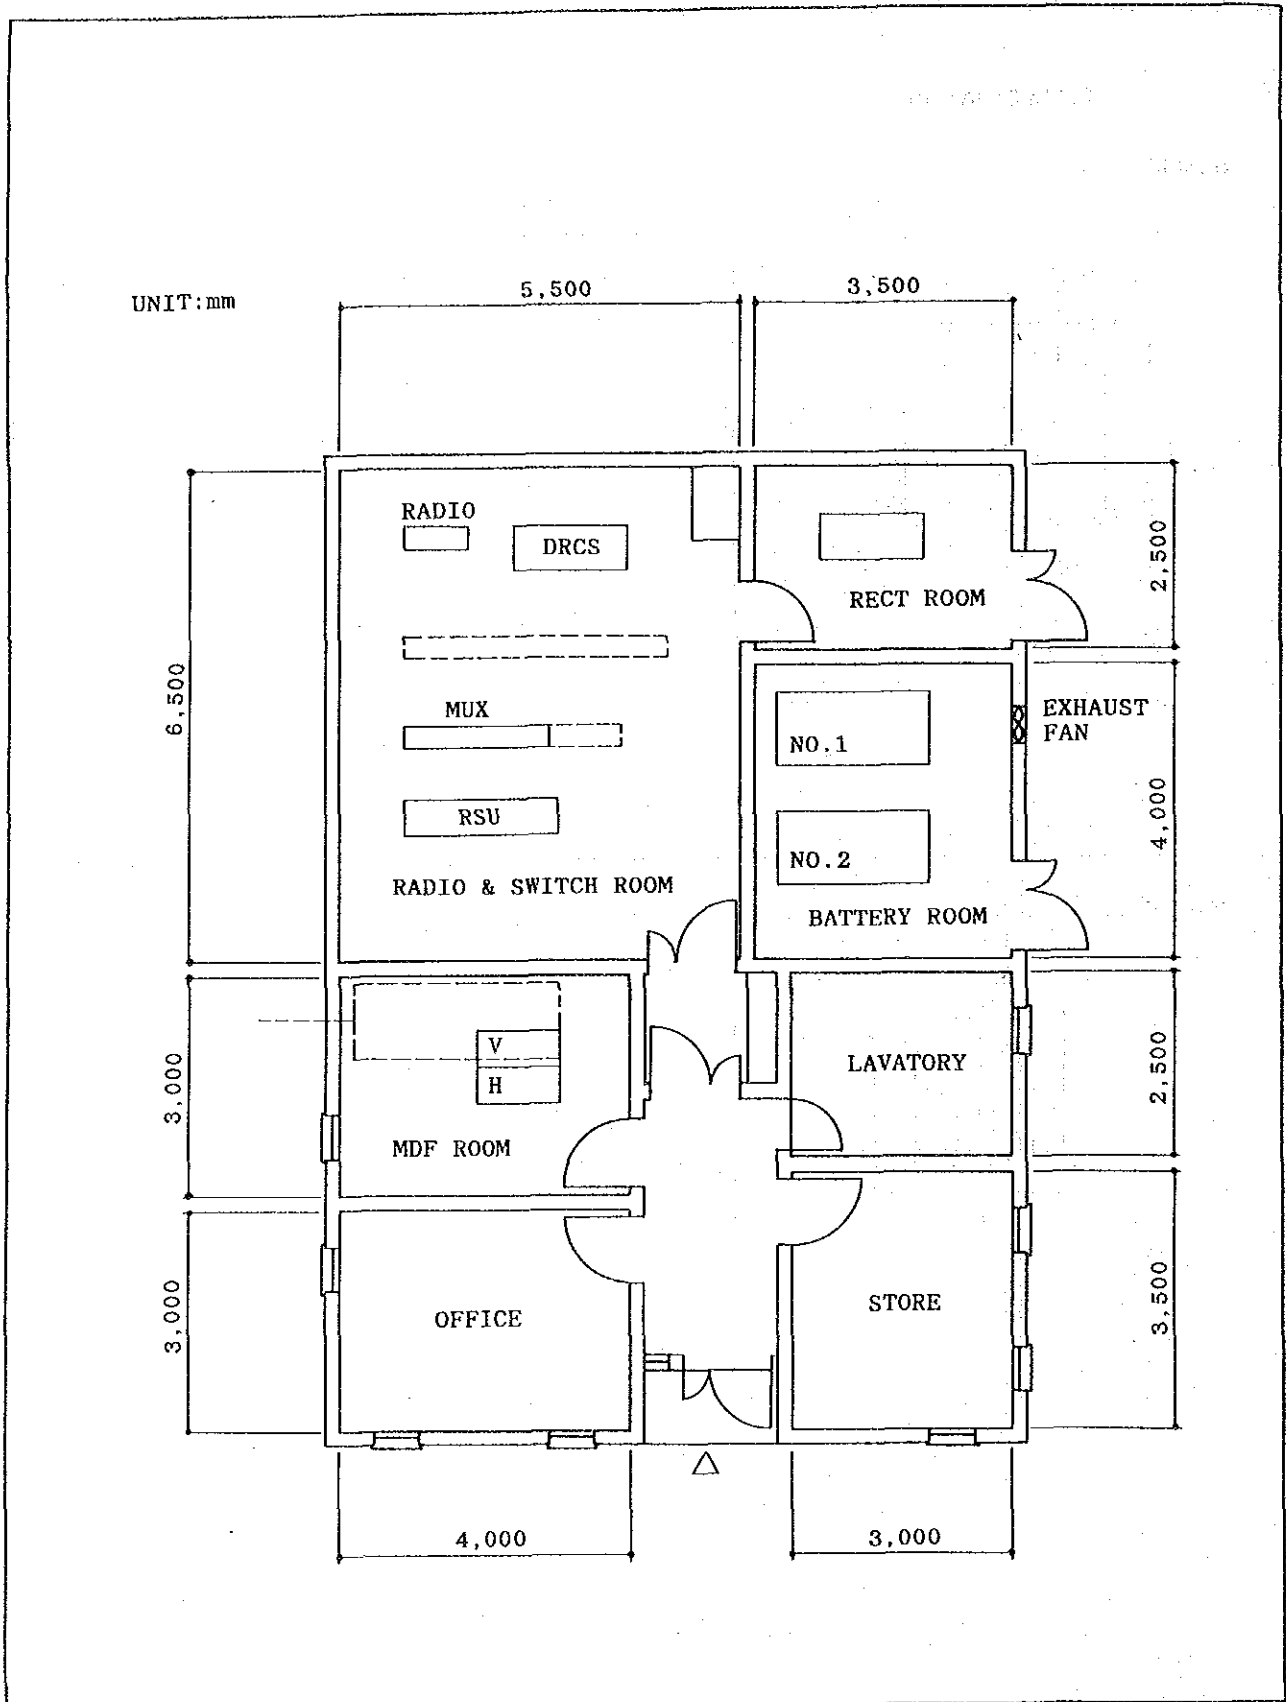 UNIT:mm
5,500
3,500
RADIO
DRCS
RECT ROOM
2,500
6,500
MUX
NO.1
EXHAUST
FAN
RSU
NO.2
4,000
RADIO & SWITCH ROOM
BATTERY ROOM
V
H
3,000
LAVATORY
2,500
MDF ROOM
OFFICE
3,000
STORE
3,500
4,000
3,000